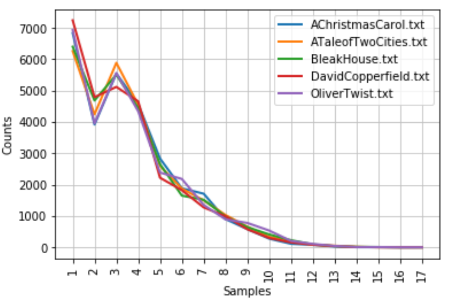 7000
6000
5000
4000
3000
2000
1000
0
Counts
AChristmasCarol.txt
ATaleofTwoCities.txt
BleakHouse.txt
DavidCopperfield.txt
OliverTwist.txt
1 2 3 4 5 6 7 8 9 10 11 12 13 14 15 16 17
Samples